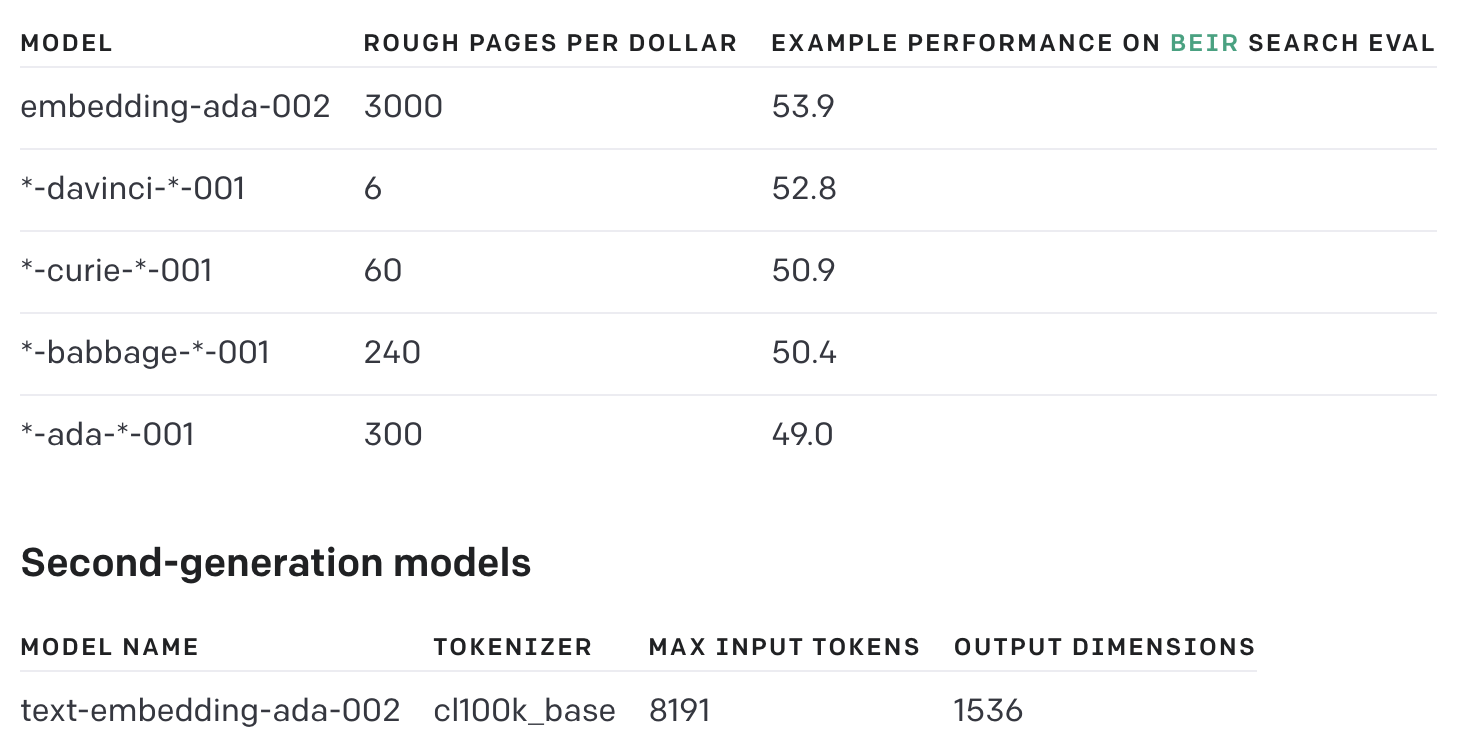 MODEL ROUGH PAGES PER DOLLAR EXAMPLE PERFORMANCE ON BEIR SEARCH EVAL
embedding-ada-002 3000 53.9
*-davinci-*-001 6 52.8
*-curie-*-001 60 50.9
*-babbage-*-001 240 50.4
*-ada-*-001 300 49.0
Second-generation models
MODEL NAME TOKENIZER MAX INPUT TOKENS OUTPUT DIMENSIONS
text-embedding-ada-002 cl100k_base 8191 1536